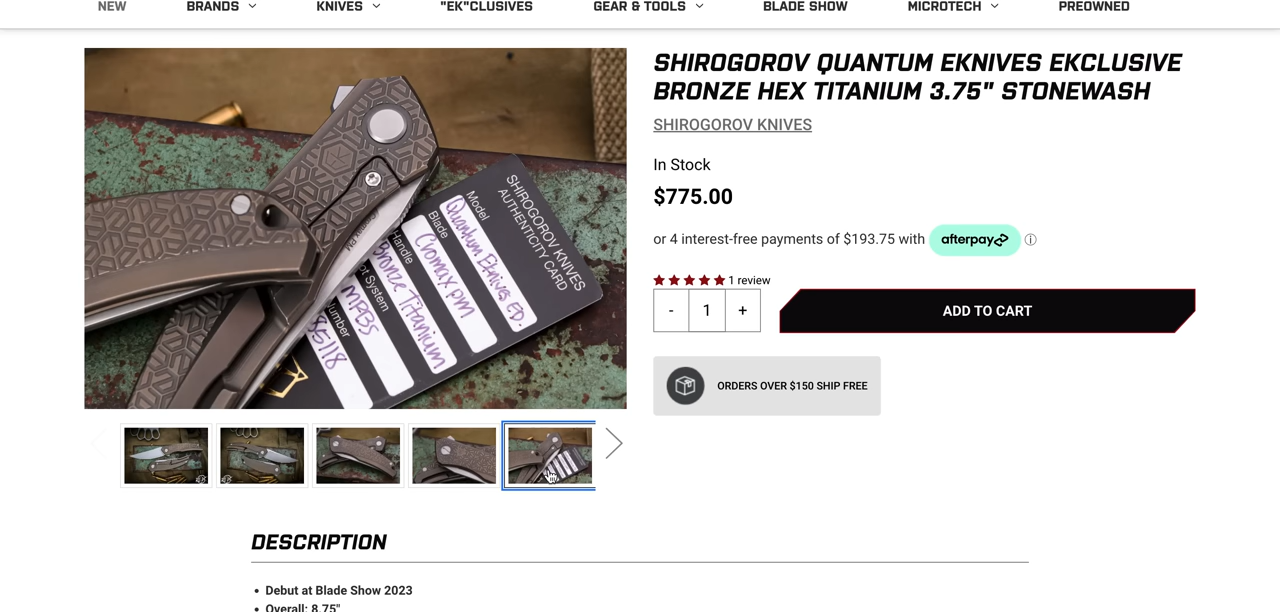 NEW
BRANDS
KNIVES
"EK"CLUSIVES
GEAR & TOOLS
BLADE SHOW
MICROTECH
PREOWNED
SHIROGOROV QUANTUM EKNIVES EKCLUSIVE
BRONZE HEX TITANIUM 3.75" STONEWASH
SHIROGOROV KNIVES
In Stock
$775.00
or 4 interest-free payments of $193.75 with afterpay
1 review
- 1 +
ADD TO CART
ORDERS OVER $150 SHIP FREE
SHIROGOROV KNIVES
AUTHENTICITY CARD
Model
Quantum Eknives ED.
Blade
Cromax pm
Handle
Bronze Titanium
System
MRBS
DESCRIPTION
• Debut at Blade Show 2023
• Overall: 8.75"